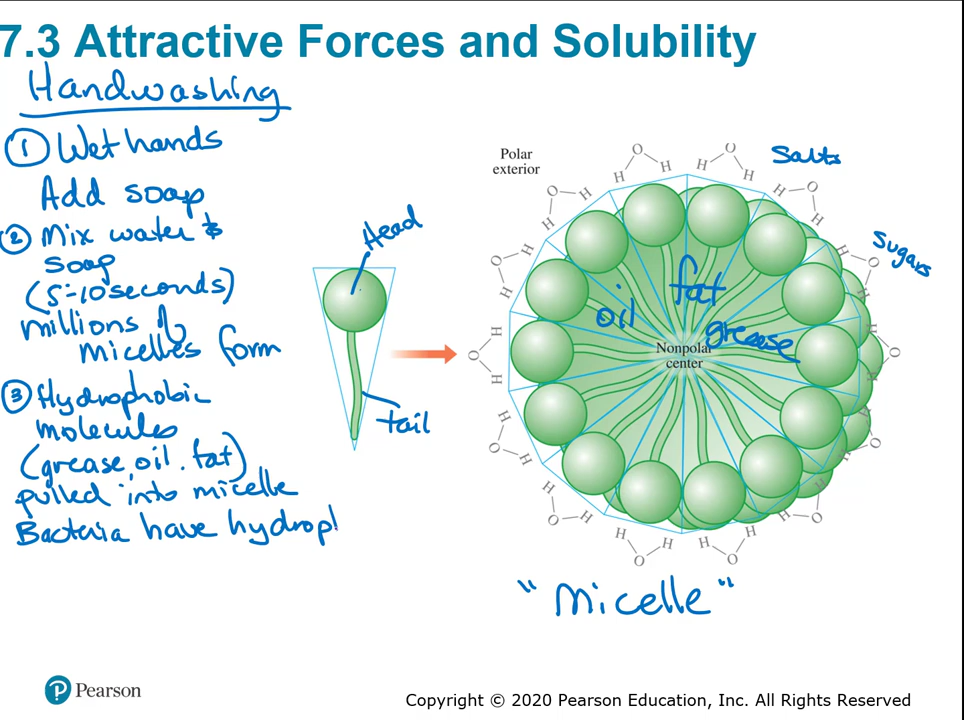 7.3 Attractive Forces and Solubility
Handwashing
① Wet hands
Add soap
② Mix water &
soap
(5-10 seconds)
millions of
micelles form
③ Hydrophobic
molecules
(grease, oil, fat)
pulled into micelle
Bacteria have hydroph
Head
tail
Polar
exterior
Salts
Sugars
oil
fat
grease
Nonpolar
center
O
H
H
O
H
H
O
H
H
O
H
H
O
H
H
O
H
H
O
H
H
O
H
H
O
H
H
O
H
H
O
H
H
O
H
H
O
H
H
O
H
H
"Micelle"
P Pearson
Copyright © 2020 Pearson Education, Inc. All Rights Reserved